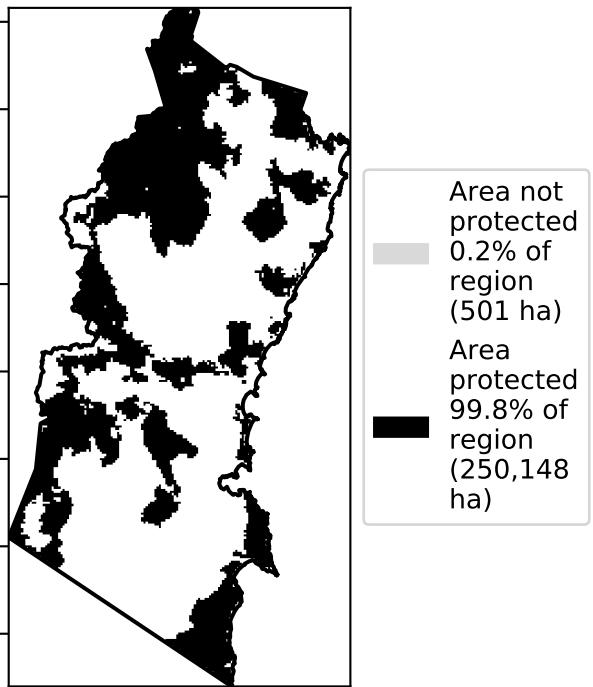 Area not
protected
0.2% of
region
(501 ha)
Area
protected
99.8% of
region
(250,148
ha)